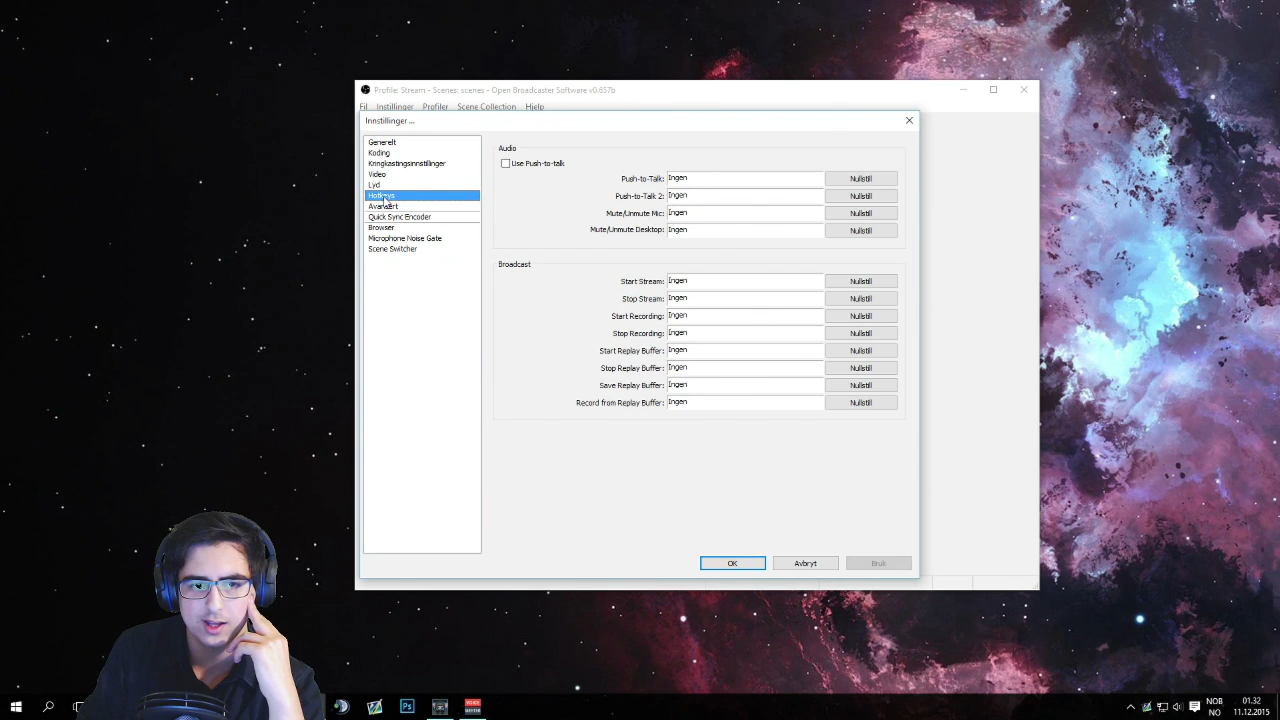 Profile: Stream - Scenes: scenes - Open Broadcaster Software v0.657b
Fil Innstillinger Profiler Scene Collection Hjelp
Innstillinger ...
Generelt
Koding
Kringkastingsinnstillinger
Video
Lyd
Hotkeys
Avansert
Quick Sync Encoder
Browser
Microphone Noise Gate
Scene Switcher
Audio
Use Push-to-talk
Push-to-Talk: Ingen Nullstill
Push-to-Talk 2: Ingen Nullstill
Mute/Unmute Mic: Ingen Nullstill
Mute/Unmute Desktop: Ingen Nullstill
Broadcast
Start Stream: Ingen Nullstill
Stop Stream: Ingen Nullstill
Start Recording: Ingen Nullstill
Stop Recording: Ingen Nullstill
Start Replay Buffer: Ingen Nullstill
Stop Replay Buffer: Ingen Nullstill
Save Replay Buffer: Ingen Nullstill
Record from Replay Buffer: Ingen Nullstill
OK Avbryt Bruk
Ps
VOICE
MEETER
NOB
NO
01.32
11.12.2015